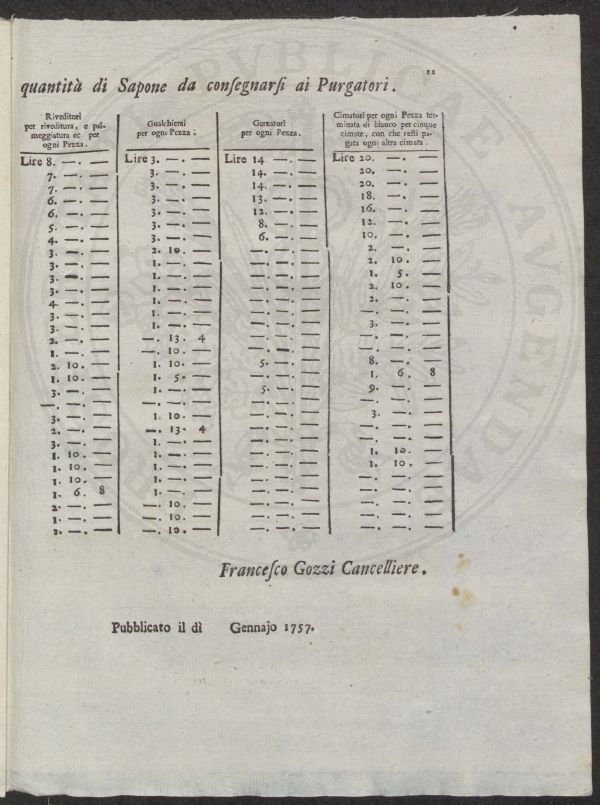 quantità di Sapone da conſegnarſi ai Purgatori.
Riveditori
per riveditura, e pal-
meggiatura ec per
ogni Pezza.
Gualchierai
per ogni Pezza.
Garzatori
per ogni Pezza.
Cimatori per ogni Pezza ter-
minata di bianco per cinque
cimate, con che reſti pa-
gata ogni altra cimata.
Lire 8. —. — Lire 3. —. — Lire 14 —. — Lire 20. —. —
7. —. — 3. —. — 14. —. — 20. —. —
7. —. — 3. —. — 14. —. — 20. —. —
6. —. — 3. —. — 13. —. — 18. —. —
6. —. — 3. —. — 12. —. — 16. —. —
5. —. — 3. —. — 8. —. — 12. —. —
4. —. — 3. —. — 6. —. — 10. —. —
3. —. — 2. 10. — —. —. — 2. —. —
3. —. — 1. —. — —. —. — 2. 10. —
3. —. — 1. —. — —. —. — 1. 5. —
3. —. — 1. —. — —. —. — 2. 10. —
4. —. — 1. —. — —. —. — 2. —. —
3. —. — 1. —. — —. —. — —. —. —
3. —. — 1. —. — —. —. — 3. —. —
2. —. — —. 13. 4 —. —. — —. —. —
1. —. — —. 10. — —. —. — —. —. —
2. 10. — 1. 10. — 5. —. — 8. —. —
1. 10. — 1. 5. — —. —. — 1. 6. 8
3. —. — 1. —. — 5. —. — 9. —. —
—. —. — —. —. — —. —. — —. —. —
3. —. — 1. 10. — —. —. — 3. —. —
2. —. — —. 13. 4 —. —. — —. —. —
3. —. — 1. —. — —. —. — —. —. —
1. 10. — 1. —. — —. —. — 1. 10. —
1. 10. — 1. —. — —. —. — 1. 10. —
1. 10. — 1. —. — —. —. — —. —. —
1. 6. 8 1. —. — —. —. — —. —. —
2. —. — —. 10. — —. —. — —. —. —
1. —. — —. 10. — —. —. — —. —. —
3. —. — —. 10. — —. —. — —. —. —
Franceſco Gozzi Cancelliere.
Pubblicato il dì Gennajo 1757.
AVGENDA